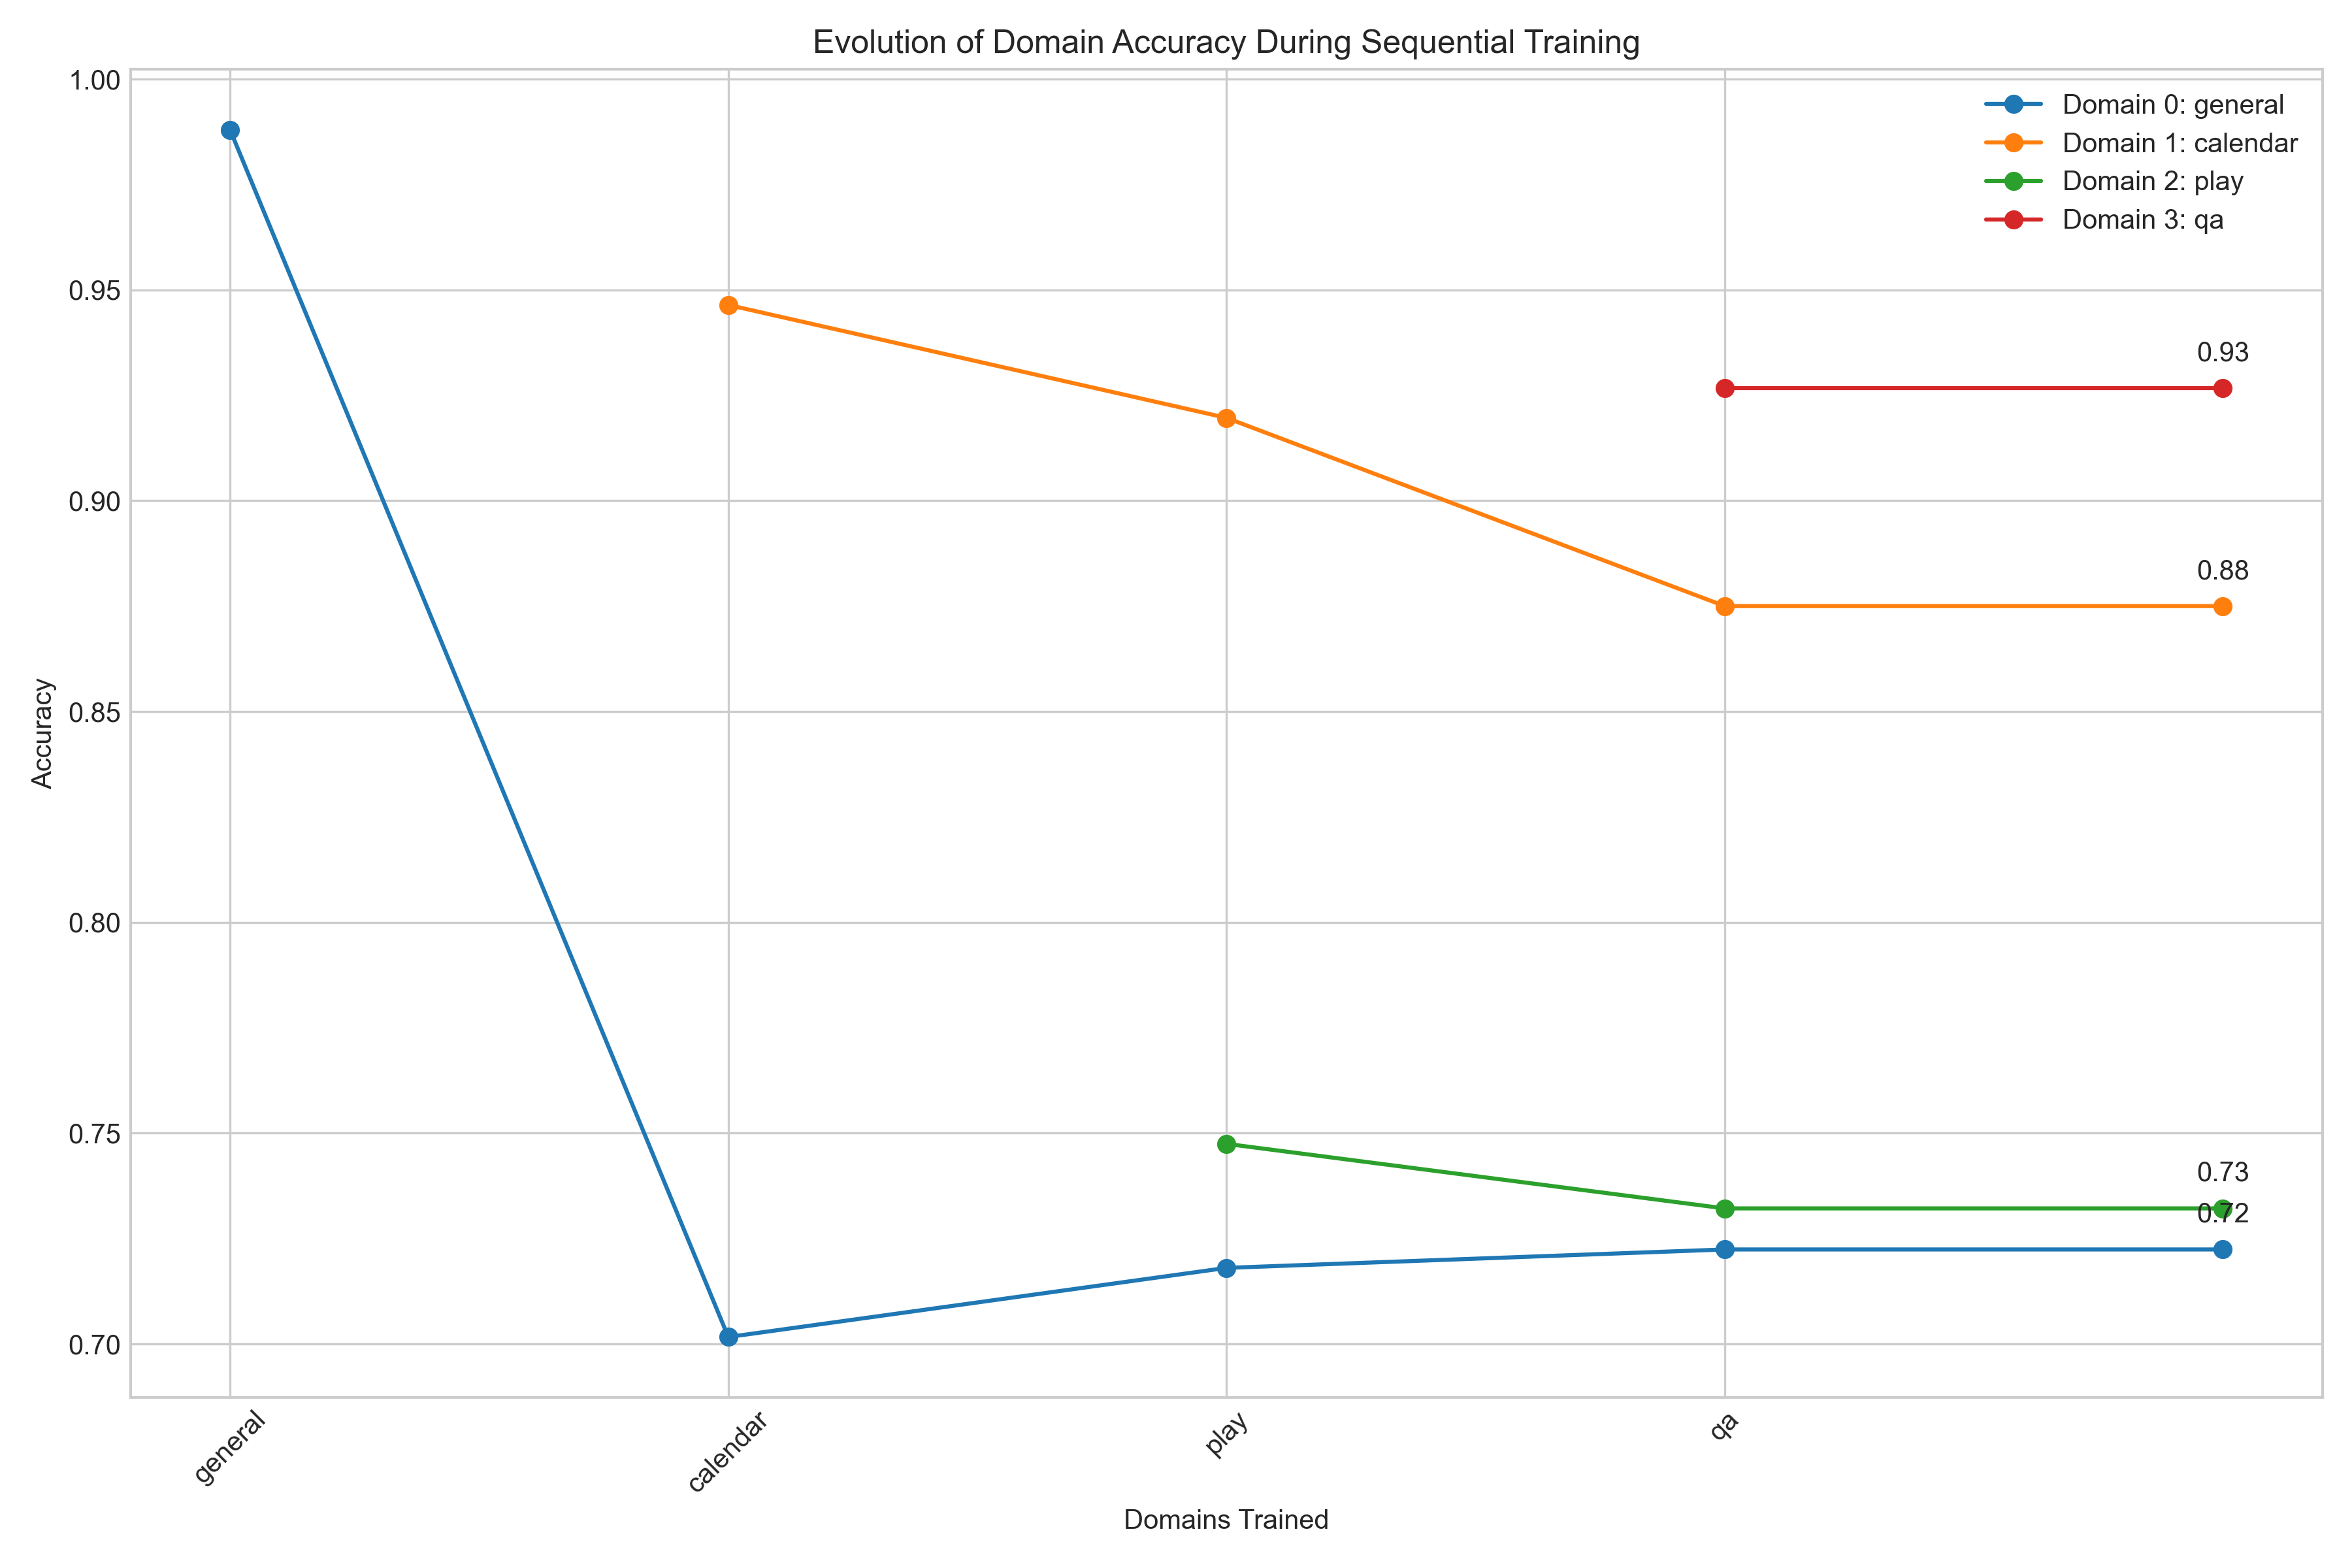 Evolution of Domain Accuracy During Sequential Training
Domain 0: general
Domain 1: calendar
Domain 2: play
Domain 3: qa
1.00
0.95
0.90
0.85
0.80
0.75
0.70
Accuracy
0.93
0.88
0.73
0.72
general
calendar
play
qa
Domains Trained